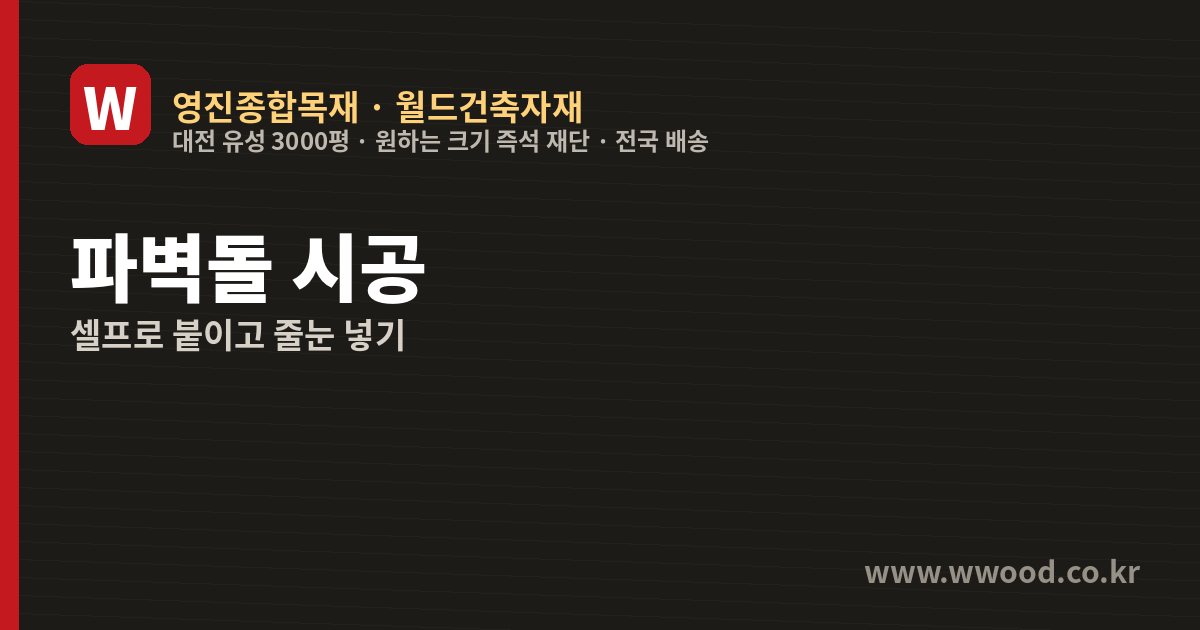 W
영진종합목재 · 월드건축자재
대전 유성 3000평 · 원하는 크기 즉석 재단 · 전국 배송
파벽돌 시공
셀프로 붙이고 줄눈 넣기
www.wwood.co.kr